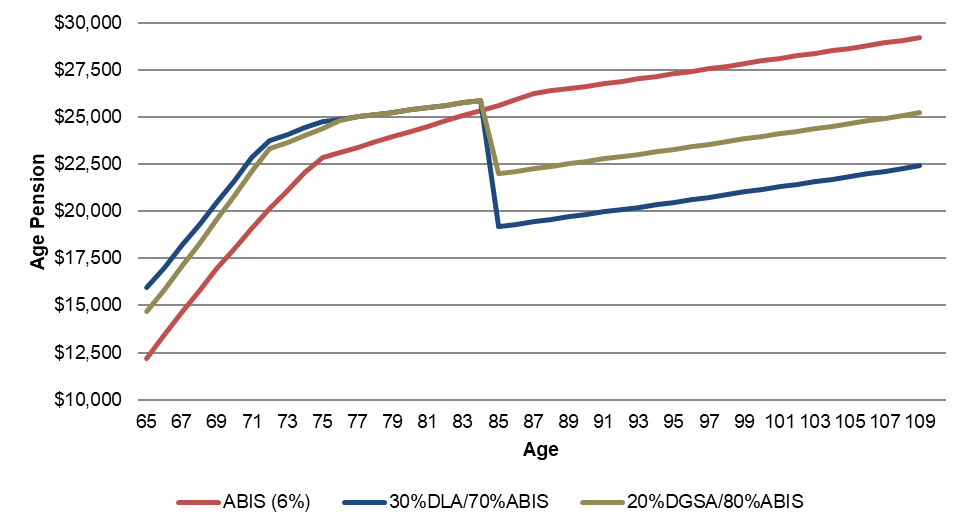 $30,000
$27,500
$25,000
$22,500
$20,000
$17,500
$15,000
$12,500
$10,000
Age Pension
65 67 69 71 73 75 77 79 81 83 85 87 89 91 93 95 97 99 101 103 105 107 109
Age
ABIS (6%) 30%DLA/70%ABIS 20%DGSA/80%ABIS